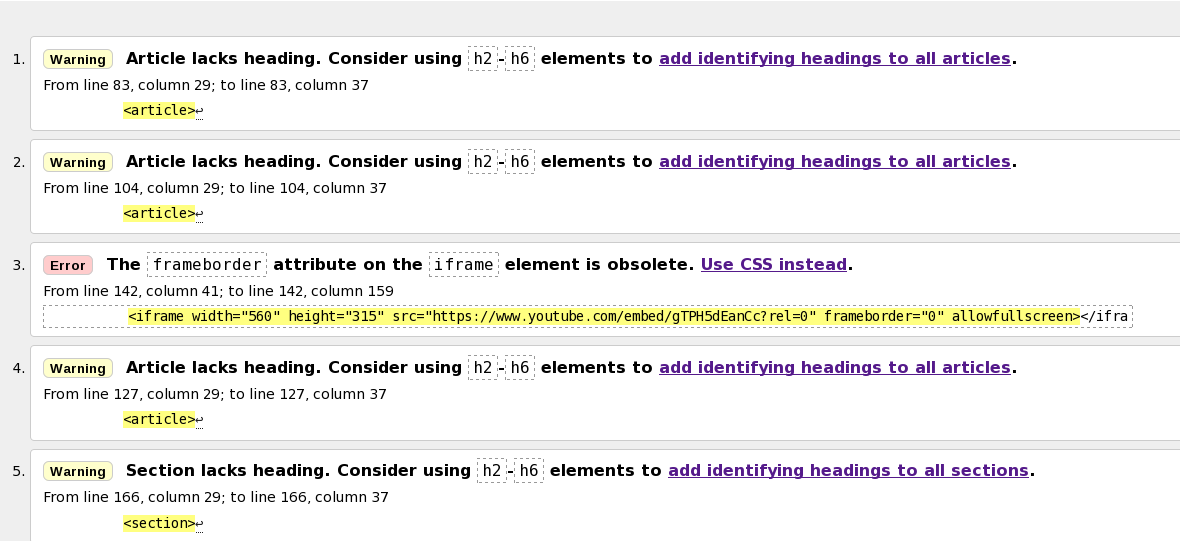 1. Warning Article lacks heading. Consider using h2-h6 elements to add identifying headings to all articles.
From line 83, column 29; to line 83, column 37
<article>↩
2. Warning Article lacks heading. Consider using h2-h6 elements to add identifying headings to all articles.
From line 104, column 29; to line 104, column 37
<article>↩
3. Error The frameborder attribute on the iframe element is obsolete. Use CSS instead.
From line 142, column 41; to line 142, column 159
<iframe width="560" height="315" src="https://www.youtube.com/embed/gTPH5dEanCc?rel=0" frameborder="0" allowfullscreen></ifra
4. Warning Article lacks heading. Consider using h2-h6 elements to add identifying headings to all articles.
From line 127, column 29; to line 127, column 37
<article>↩
5. Warning Section lacks heading. Consider using h2-h6 elements to add identifying headings to all sections.
From line 166, column 29; to line 166, column 37
<section>↩